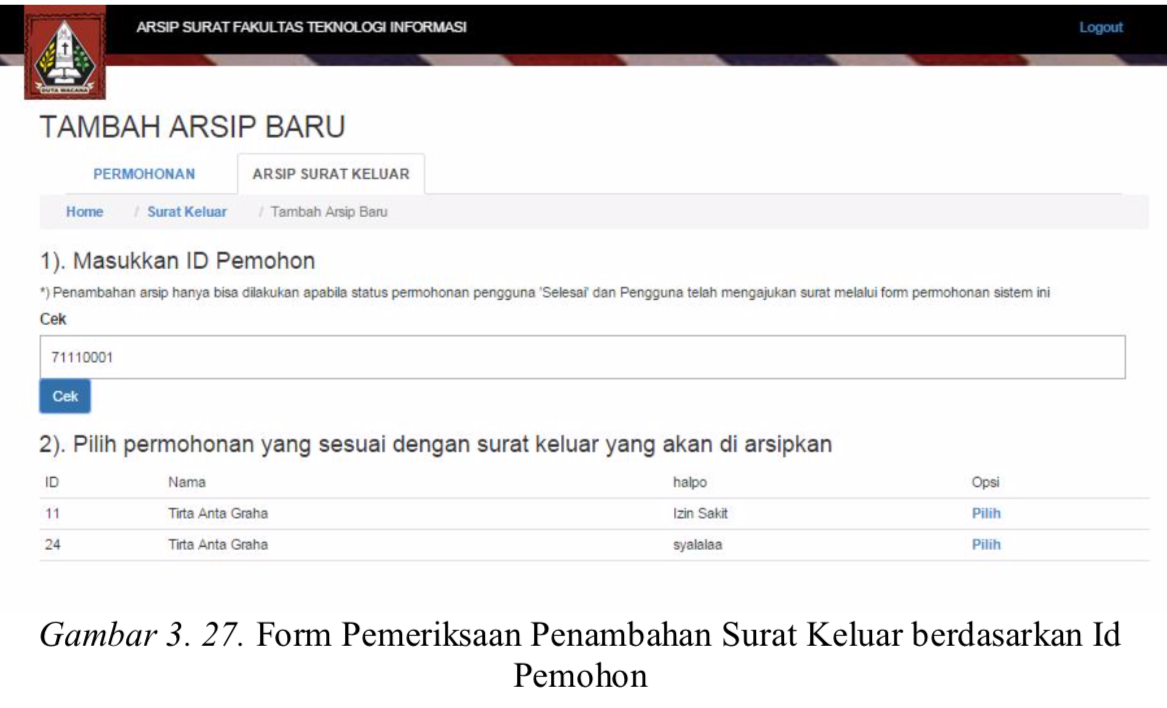 ARSIP SURAT FAKULTAS TEKNOLOGI INFORMASI Logout
DUTA WACANA
TAMBAH ARSIP BARU
PERMOHONAN ARSIP SURAT KELUAR
Home / Surat Keluar / Tambah Arsip Baru
1). Masukkan ID Pemohon
*) Penambahan arsip hanya bisa dilakukan apabila status permohonan pengguna 'Selesai' dan Pengguna telah mengajukan surat melalui form permohonan sistem ini
Cek
71110001
Cek
2). Pilih permohonan yang sesuai dengan surat keluar yang akan di arsipkan
ID Nama halpo Opsi
11 Tirta Anta Graha Izin Sakit Pilih
24 Tirta Anta Graha syalalaa Pilih
Gambar 3. 27. Form Pemeriksaan Penambahan Surat Keluar berdasarkan Id
Pemohon